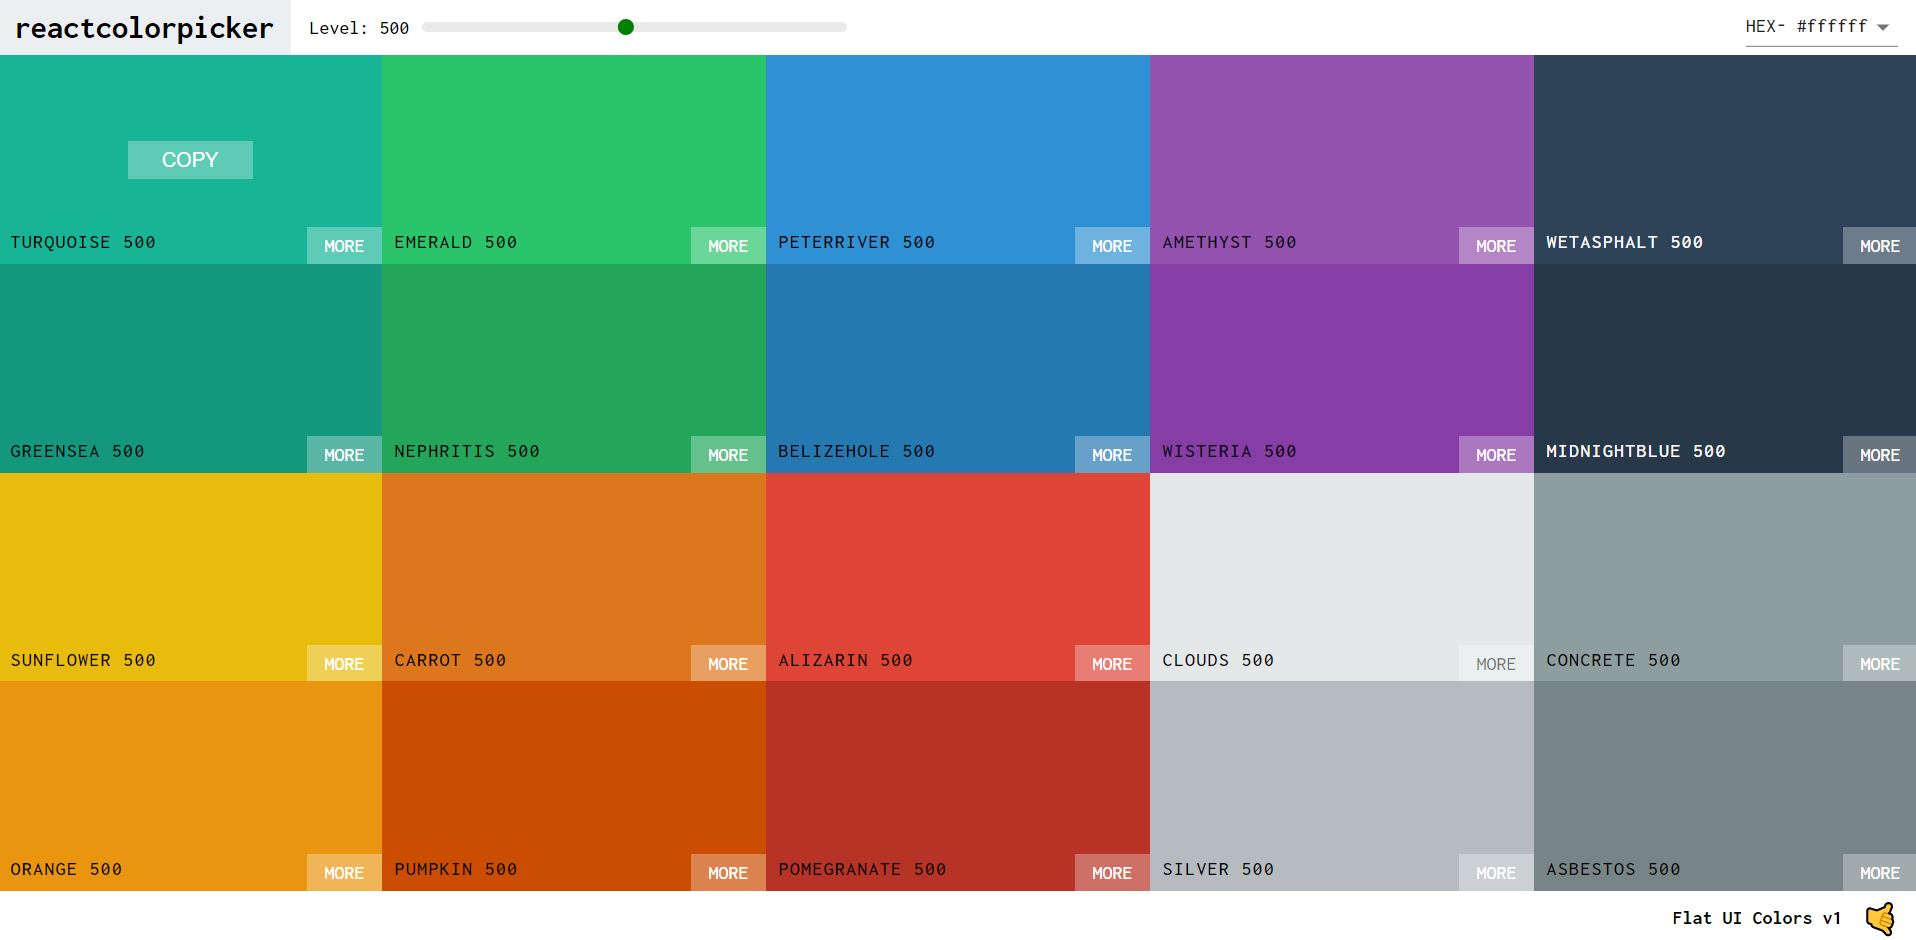 reactcolorpicker
Level: 500
HEX- #ffffff
COPY
TURQUOISE 500 MORE
EMERALD 500 MORE
PETERRIVER 500 MORE
AMETHYST 500 MORE
WETASPHALT 500 MORE
GREENSEA 500 MORE
NEPHRITIS 500 MORE
BELIZEHOLE 500 MORE
WISTERIA 500 MORE
MIDNIGHTBLUE 500 MORE
SUNFLOWER 500 MORE
CARROT 500 MORE
ALIZARIN 500 MORE
CLOUDS 500 MORE
CONCRETE 500 MORE
ORANGE 500 MORE
PUMPKIN 500 MORE
POMEGRANATE 500 MORE
SILVER 500 MORE
ASBESTOS 500 MORE
Flat UI Colors v1